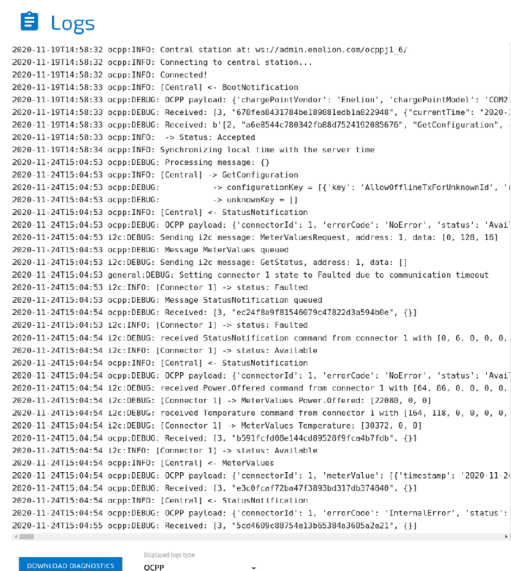 Logs
2020-11-19T14:58:32 ocpp:INFO: Central station at: ws://admin.enelion.com/ocppj1_6/
2020-11-19T14:58:32 ocpp:INFO: Connecting to central station...
2020-11-19T14:58:32 ocpp:INFO: Connected!
2020-11-19T14:58:33 ocpp:INFO: [Central] <- BootNotification
2020-11-19T14:58:33 ocpp:DEBUG: OCPP payload: {'chargePointVendor': 'Enelion', 'chargePointModel': 'COM2
2020-11-19T14:58:33 ocpp:DEBUG: Received: [3, "678fea8431784be189881edb1a822948", {"currentTime": "2020-
2020-11-19T14:58:33 ocpp:DEBUG: Received: b'[2, "a6e8544c780342fb88d7524192085676", "GetConfiguration",
2020-11-19T14:58:33 ocpp:INFO: -> Status: Accepted
2020-11-19T14:58:34 ocpp:INFO: Synchronizing local time with the server time
2020-11-24T15:04:53 ocpp:DEBUG: Processing message: {}
2020-11-24T15:04:53 ocpp:INFO: [Central] -> GetConfiguration
2020-11-24T15:04:53 ocpp:DEBUG: -> configurationKey = [{'key': 'AllowOfflineTxForUnknownId',
2020-11-24T15:04:53 ocpp:DEBUG: -> unknownKey = []
2020-11-24T15:04:53 ocpp:INFO: [Central] <- StatusNotification
2020-11-24T15:04:53 ocpp:DEBUG: OCPP payload: {'connectorId': 1, 'errorCode': 'NoError', 'status': 'Avai
2020-11-24T15:04:53 i2c:DEBUG: Sending i2c message: MeterValuesRequest, address: 1, data: [0, 128, 16]
2020-11-24T15:04:53 ocpp:DEBUG: Message MeterValues queued
2020-11-24T15:04:53 i2c:DEBUG: Sending i2c message: GetStatus, address: 1, data: []
2020-11-24T15:04:53 general:DEBUG: Setting connector 1 state to Faulted due to communication timeout
2020-11-24T15:04:53 i2c:INFO: [Connector 1] -> status: Faulted
2020-11-24T15:04:53 ocpp:DEBUG: Message StatusNotification queued
2020-11-24T15:04:53 ocpp:DEBUG: Received: [3, "ec24f8a9f81546079c47822d3a594b0e", {}]
2020-11-24T15:04:53 i2c:INFO: [Connector 1] -> status: Faulted
2020-11-24T15:04:54 i2c:DEBUG: received StatusNotification command from connector 1 with [0, 6, 0, 0, 0,
2020-11-24T15:04:54 i2c:INFO: [Connector 1] -> status: Available
2020-11-24T15:04:54 ocpp:INFO: [Central] <- StatusNotification
2020-11-24T15:04:54 ocpp:DEBUG: OCPP payload: {'connectorId': 1, 'errorCode': 'NoError', 'status': 'Avai
2020-11-24T15:04:54 i2c:DEBUG: received Power.Offered command from connector 1 with [64, 86, 0, 0, 0, 0,
2020-11-24T15:04:54 i2c:DEBUG: [Connector 1] -> MeterValues Power.Offered: [22080, 0, 0]
2020-11-24T15:04:54 i2c:DEBUG: received Temperature command from connector 1 with [164, 118, 0, 0, 0, 0,
2020-11-24T15:04:54 i2c:DEBUG: [Connector 1] -> MeterValues Temperature: [30372, 0, 0]
2020-11-24T15:04:54 ocpp:DEBUG: Received: [3, "b591fcfd08e144cd89528f9fca4b7fdb", {}]
2020-11-24T15:04:54 i2c:INFO: [Connector 1] -> status: Available
2020-11-24T15:04:54 ocpp:INFO: [Central] <- MeterValues
2020-11-24T15:04:54 ocpp:DEBUG: OCPP payload: {'connectorId': 1, 'meterValue': [{'timestamp': '2020-11-24
2020-11-24T15:04:54 ocpp:DEBUG: Received: [3, "e3c0fcaf72ba47f3893bd317db374840", {}]
2020-11-24T15:04:54 ocpp:INFO: [Central] <- StatusNotification
2020-11-24T15:04:54 ocpp:DEBUG: OCPP payload: {'connectorId': 1, 'errorCode': 'InternalError', 'status':
2020-11-24T15:04:55 ocpp:DEBUG: Received: [3, "5cd4609c88754e13b65384a3605a2e21", {}]
Displayed logs type
DOWNLOAD DIAGNOSTICS OCPP